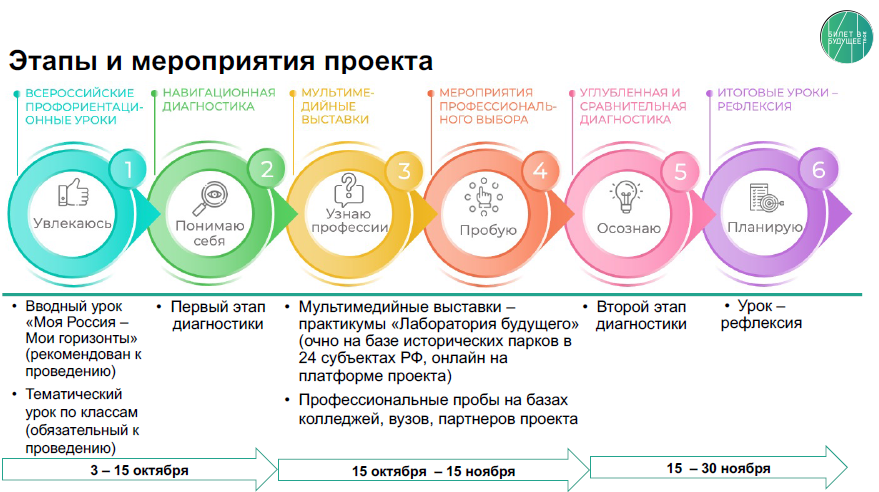 БИЛЕТ В
БУДУЩЕЕ
Этапы и мероприятия проекта
ВСЕРОССИЙСКИЕ
ПРОФОРИЕНТАЦИ-
ОННЫЕ УРОКИ
НАВИГАЦИОННАЯ
ДИАГНОСТИКА
МУЛЬТИМЕ-
ДИЙНЫЕ
ВЫСТАВКИ
МЕРОПРИЯТИЯ
ПРОФЕССИОНАЛЬ-
НОГО ВЫБОРА
УГЛУБЛЕННАЯ И
СРАВНИТЕЛЬНАЯ
ДИАГНОСТИКА
ИТОГОВЫЕ УРОКИ –
РЕФЛЕКСИЯ
1
Увлекаюсь
2
Понимаю
себя
3
Узнаю
профессии
4
Пробую
5
Осознаю
6
Планирую
• Вводный урок
«Моя Россия –
Мои горизонты»
(рекомендован к
проведению)
• Тематический
урок по классам
(обязательный к
проведению)
• Первый этап
диагностики
• Мультимедийные выставки –
практикумы «Лаборатория будущего»
(очно на базе исторических парков в
24 субъектах РФ, онлайн на
платформе проекта)
• Профессиональные пробы на базах
колледжей, вузов, партнеров проекта
• Второй этап
диагностики
• Урок –
рефлексия
3 – 15 октября
15 октября – 15 ноября
15 – 30 ноября